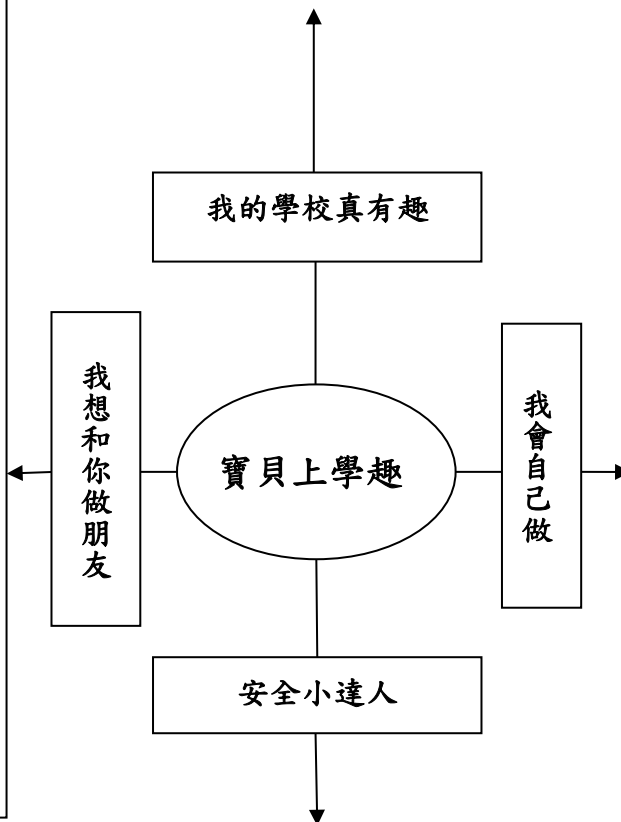 我的學校真有趣
我想和你做朋友
寶貝上學趣
我會自己做
安全小達人